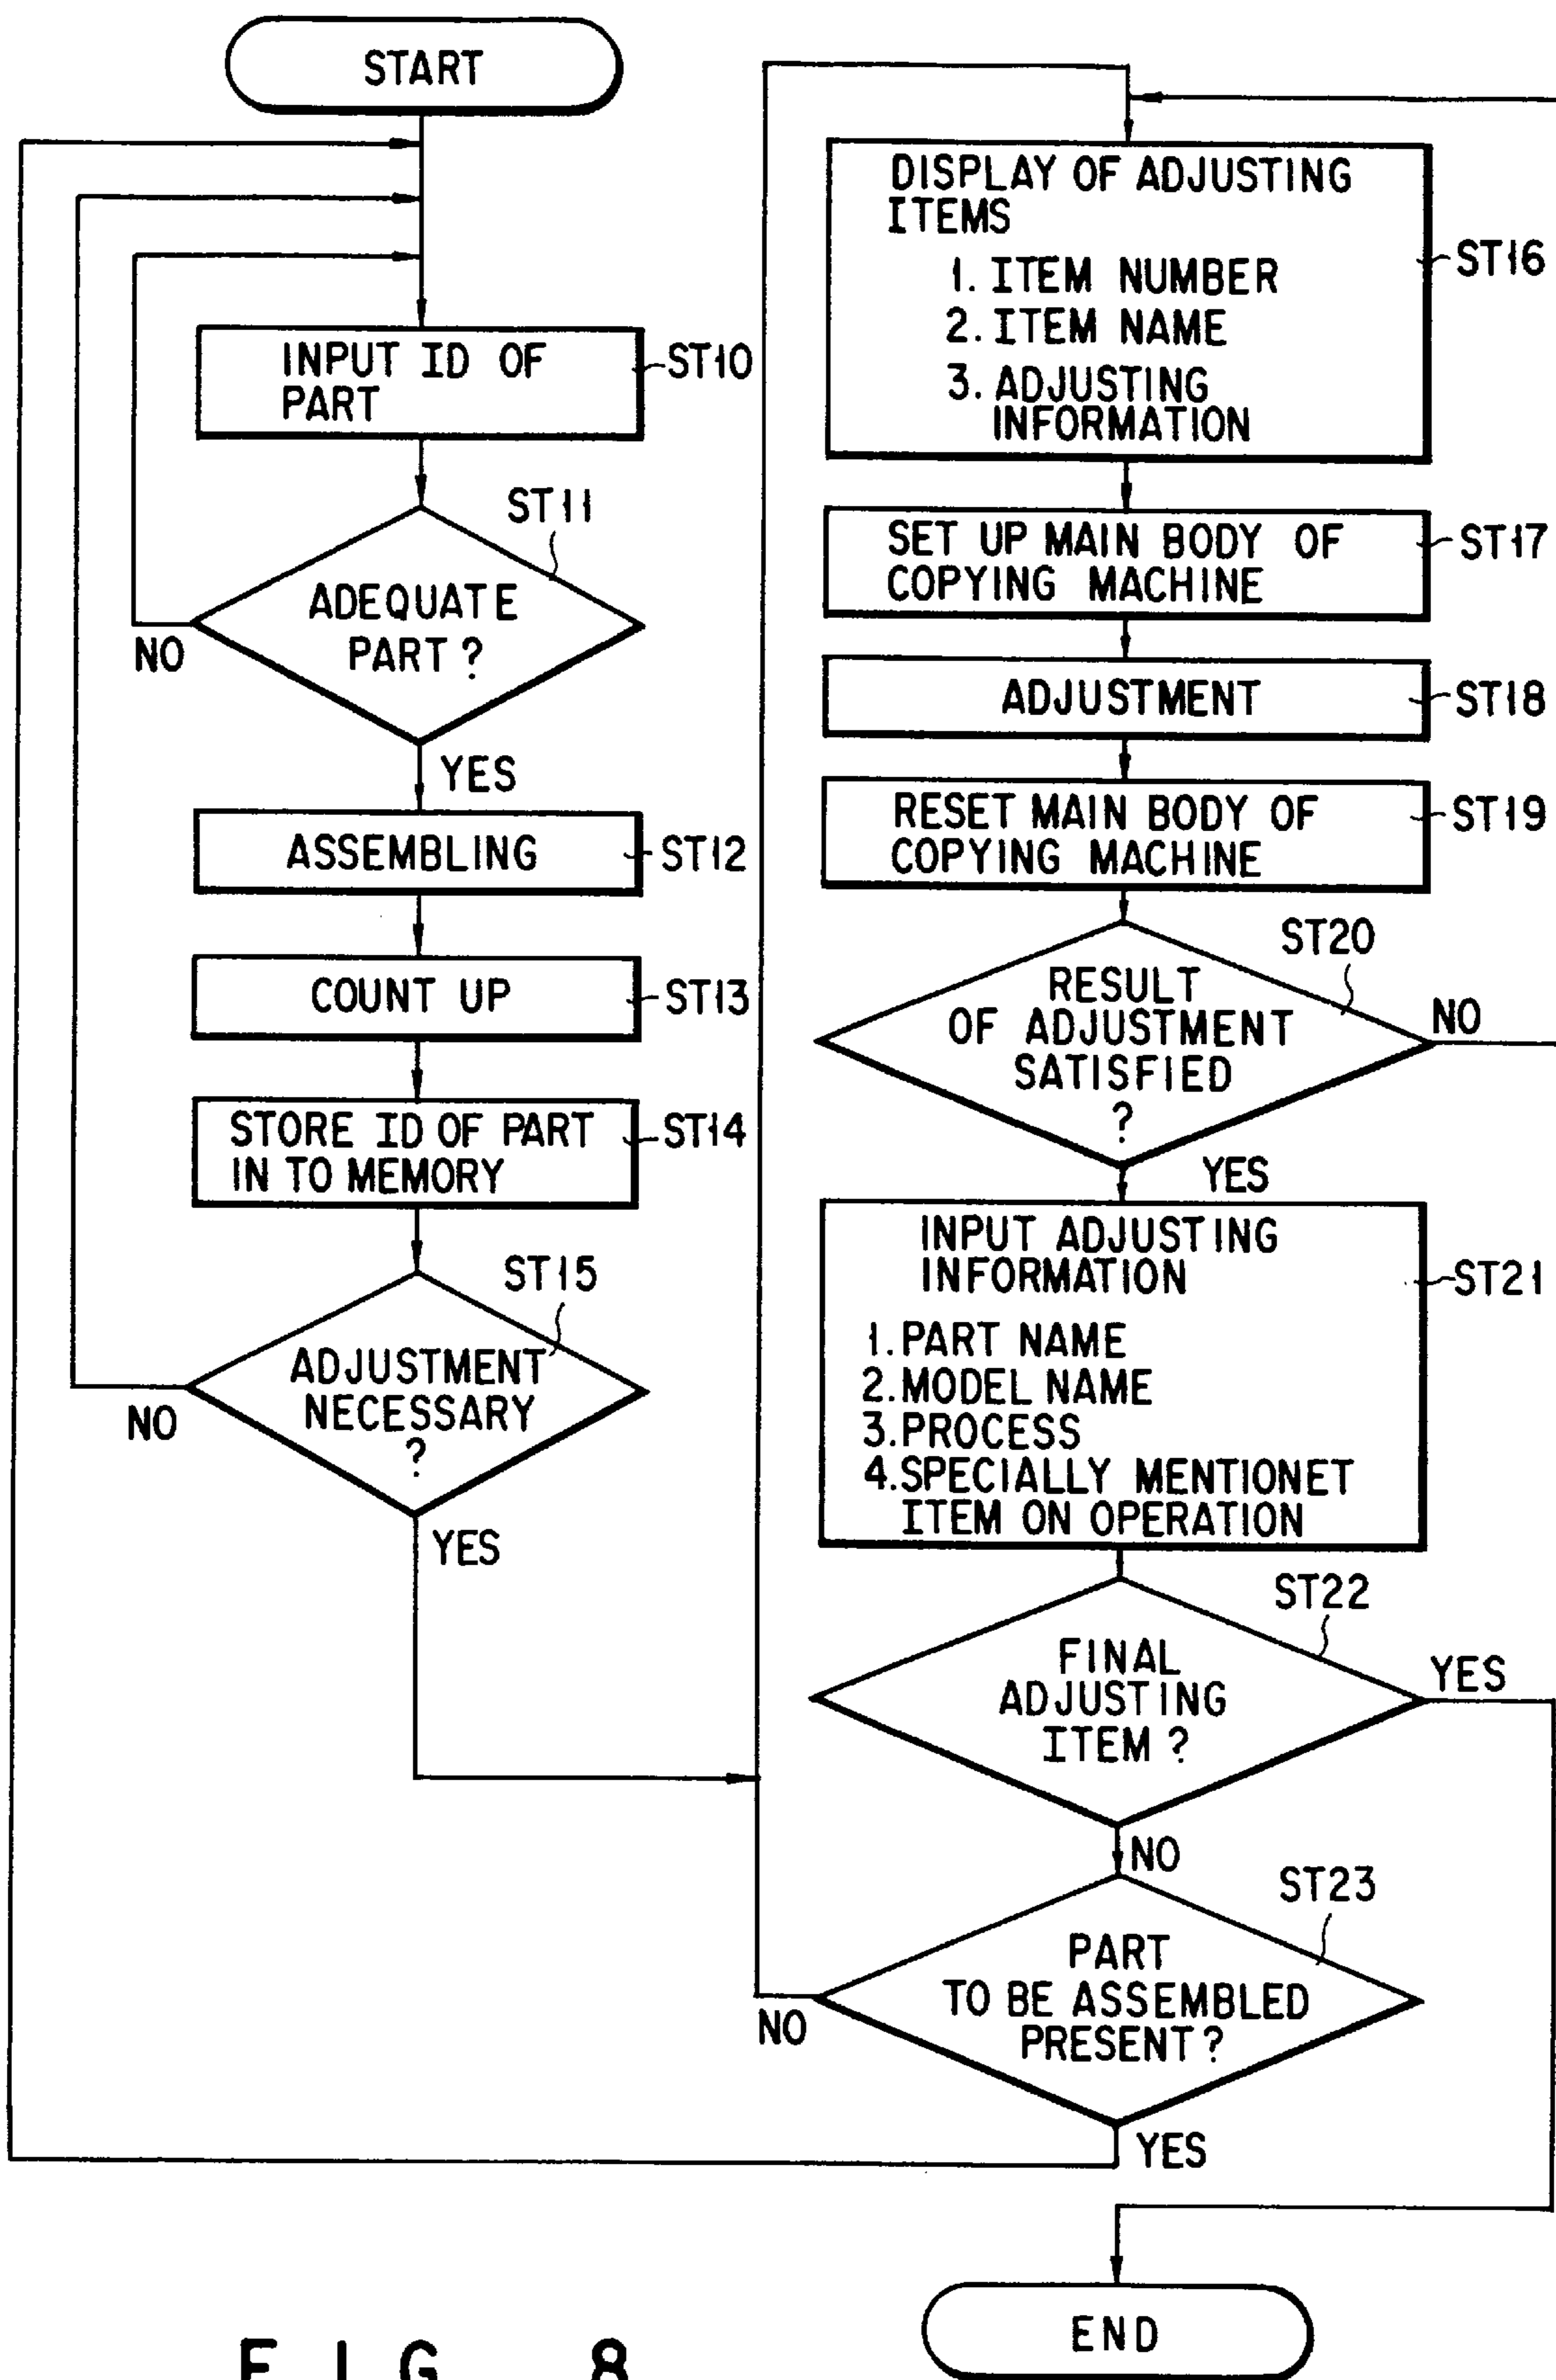 START
INPUT ID OF
PART
ST10
ST11
ADEQUATE
PART ?
NO
YES
ASSEMBLING
ST12
COUNT UP
ST13
STORE ID OF PART
IN TO MEMORY
ST14
ST15
ADJUSTMENT
NECESSARY
?
NO
YES
DISPLAY OF ADJUSTING
ITEMS
1. ITEM NUMBER
2. ITEM NAME
3. ADJUSTING
INFORMATION
ST16
SET UP MAIN BODY OF
COPYING MACHINE
ST17
ADJUSTMENT
ST18
RESET MAIN BODY OF
COPYING MACHINE
ST19
ST20
RESULT
OF ADJUSTMENT
SATISFIED
?
NO
YES
INPUT ADJUSTING
INFORMATION
1. PART NAME
2. MODEL NAME
3. PROCESS
4. SPECIALLY MENTIONET
ITEM ON OPERATION
ST21
ST22
FINAL
ADJUSTING
ITEM ?
YES
NO
ST23
PART
TO BE ASSEMBLED
PRESENT ?
NO
YES
END
FIG. 8